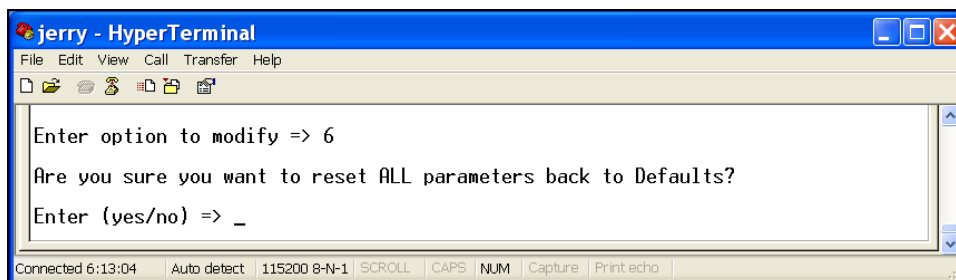 jerry - HyperTerminal
File Edit View Call Transfer Help
Enter option to modify => 6
Are you sure you want to reset ALL parameters back to Defaults?
Enter (yes/no) => _
Connected 6:13:04 Auto detect 115200 8-N-1 SCROLL CAPS NUM Capture Print echo